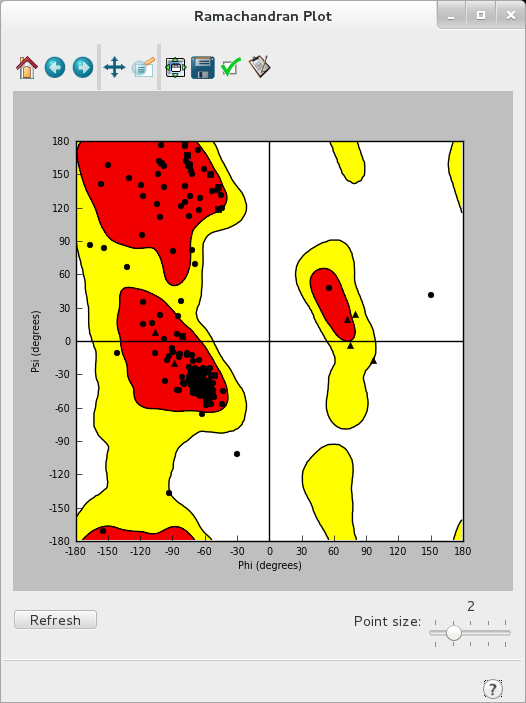 Ramachandran Plot
180
150
120
90
60
30
0
-30
-60
-90
-120
-150
-180
Psi (degrees)
-180 -150 -120 -90 -60 -30 0 30 60 90 120 150 180
Phi (degrees)
Refresh
Point size:
2
?